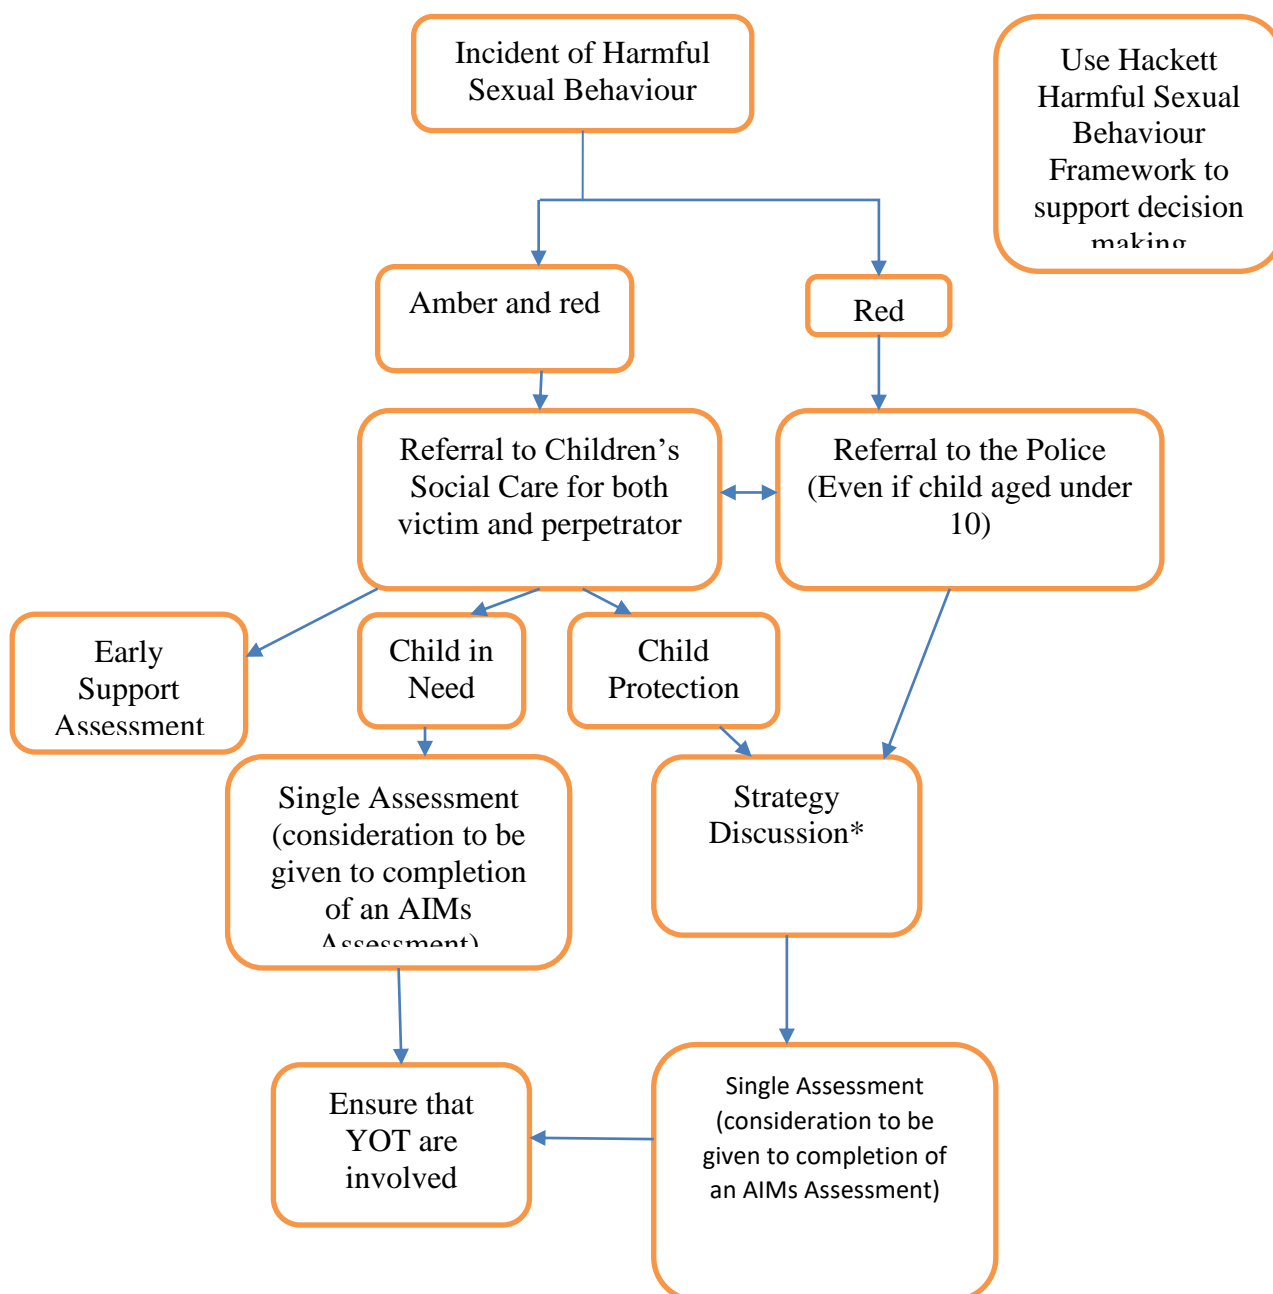 Incident of Harmful
Sexual Behaviour
Use Hackett
Harmful Sexual
Behaviour
Framework to
support decision
making
Amber and red
Red
Referral to Children’s
Social Care for both
victim and perpetrator
Referral to the Police
(Even if child aged under
10)
Early
Support
Assessment
Child in
Need
Child
Protection
Single Assessment
(consideration to be
given to completion
of an AIMs
Assessment)
Strategy
Discussion*
Ensure that
YOT are
involved
Single Assessment
(consideration to be
given to completion of
an AIMs Assessment)